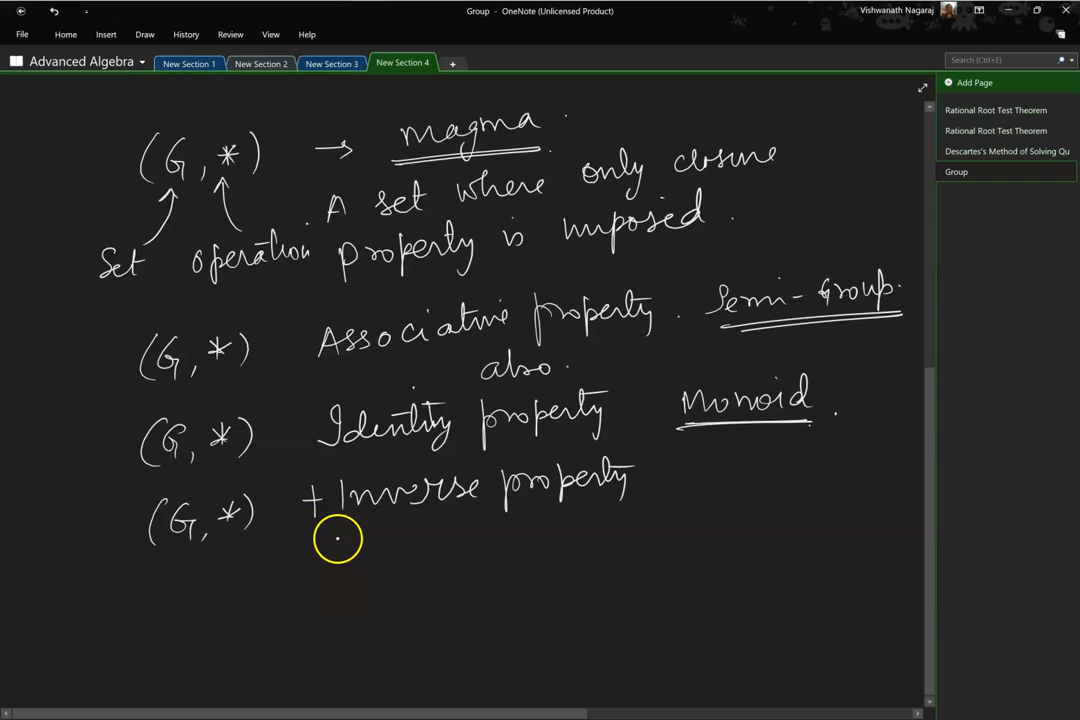 Group - OneNote (Unlicensed Product)
Vishwanath Nagaraj
File Home Insert Draw History Review View Help
Advanced Algebra
New Section 1 New Section 2 New Section 3 New Section 4 +
Search (Ctrl+E)
Add Page
Rational Root Test Theorem
Rational Root Test Theorem
Descartes's Method of Solving Qu
Group
(G, *) → Magma.
A set where only closure
Set operation property is imposed.
(G, *) Associative property. Semi-Group.
also.
(G, *) Identity property Monoid.
(G, *) + Inverse property